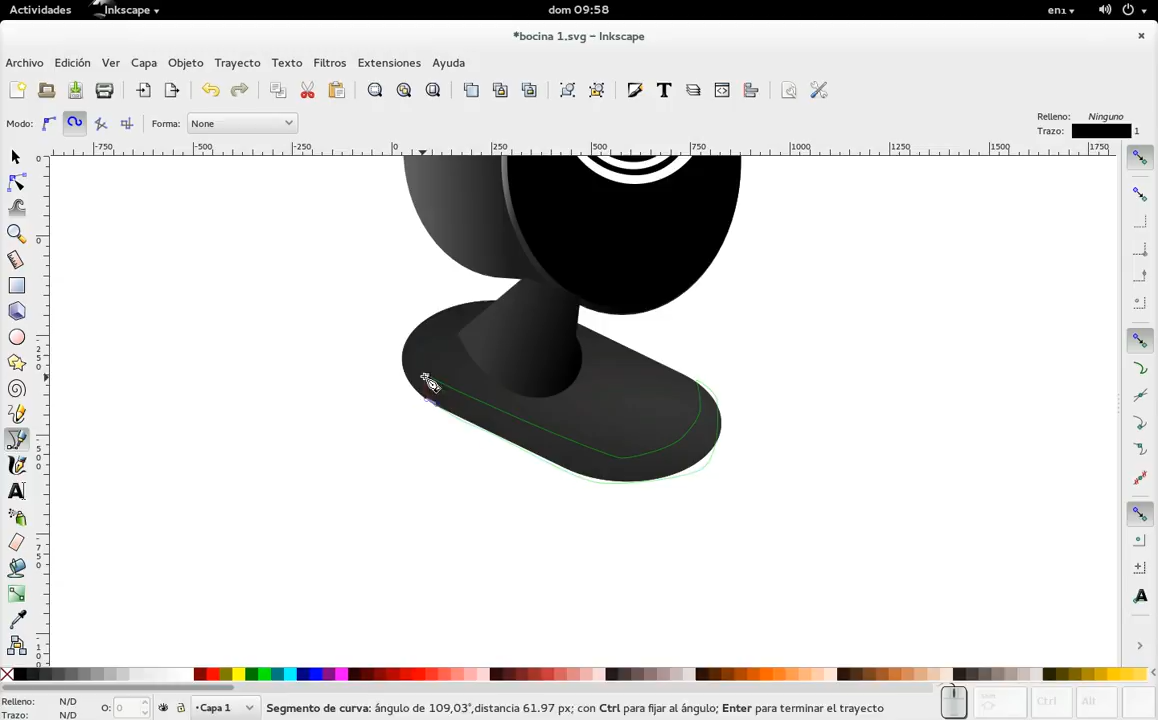 Actividades
Inkscape
dom 09:58
en1
*bocina 1.svg – Inkscape
Archivo Edición Ver Capa Objeto Trayecto Texto Filtros Extensiones Ayuda
Modo:
Forma:
None
Relleno: Ninguno
Trazo: 1
-750 -500 -250 0 250 500 750 1000 1250 1500 1750
Relleno: N/D
Trazo: N/D
O: 0
Capa 1
Segmento de curva: ángulo de 109,03°,distancia 61.97 px; con Ctrl para fijar al ángulo; Enter para terminar el trayecto
Ctrl
Alt